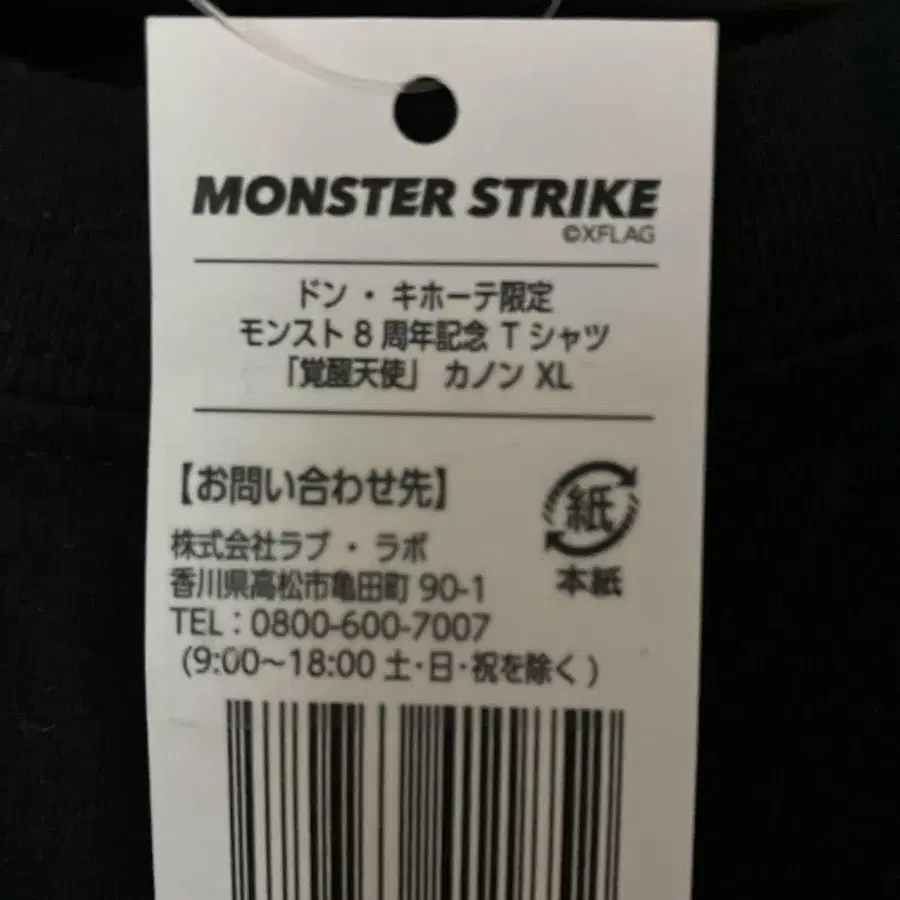 MONSTER STRIKE
©XFLAG
ドン・キホーテ限定
モンスト 8 周年記念 T シャツ
「覚醒天使」 カノン XL
【お問い合わせ先】
紙
本紙
株式会社ラブ・ラボ
香川県高松市亀田町 90-1
TEL：0800-600-7007
(9:00～18:00 土・日・祝を除く)